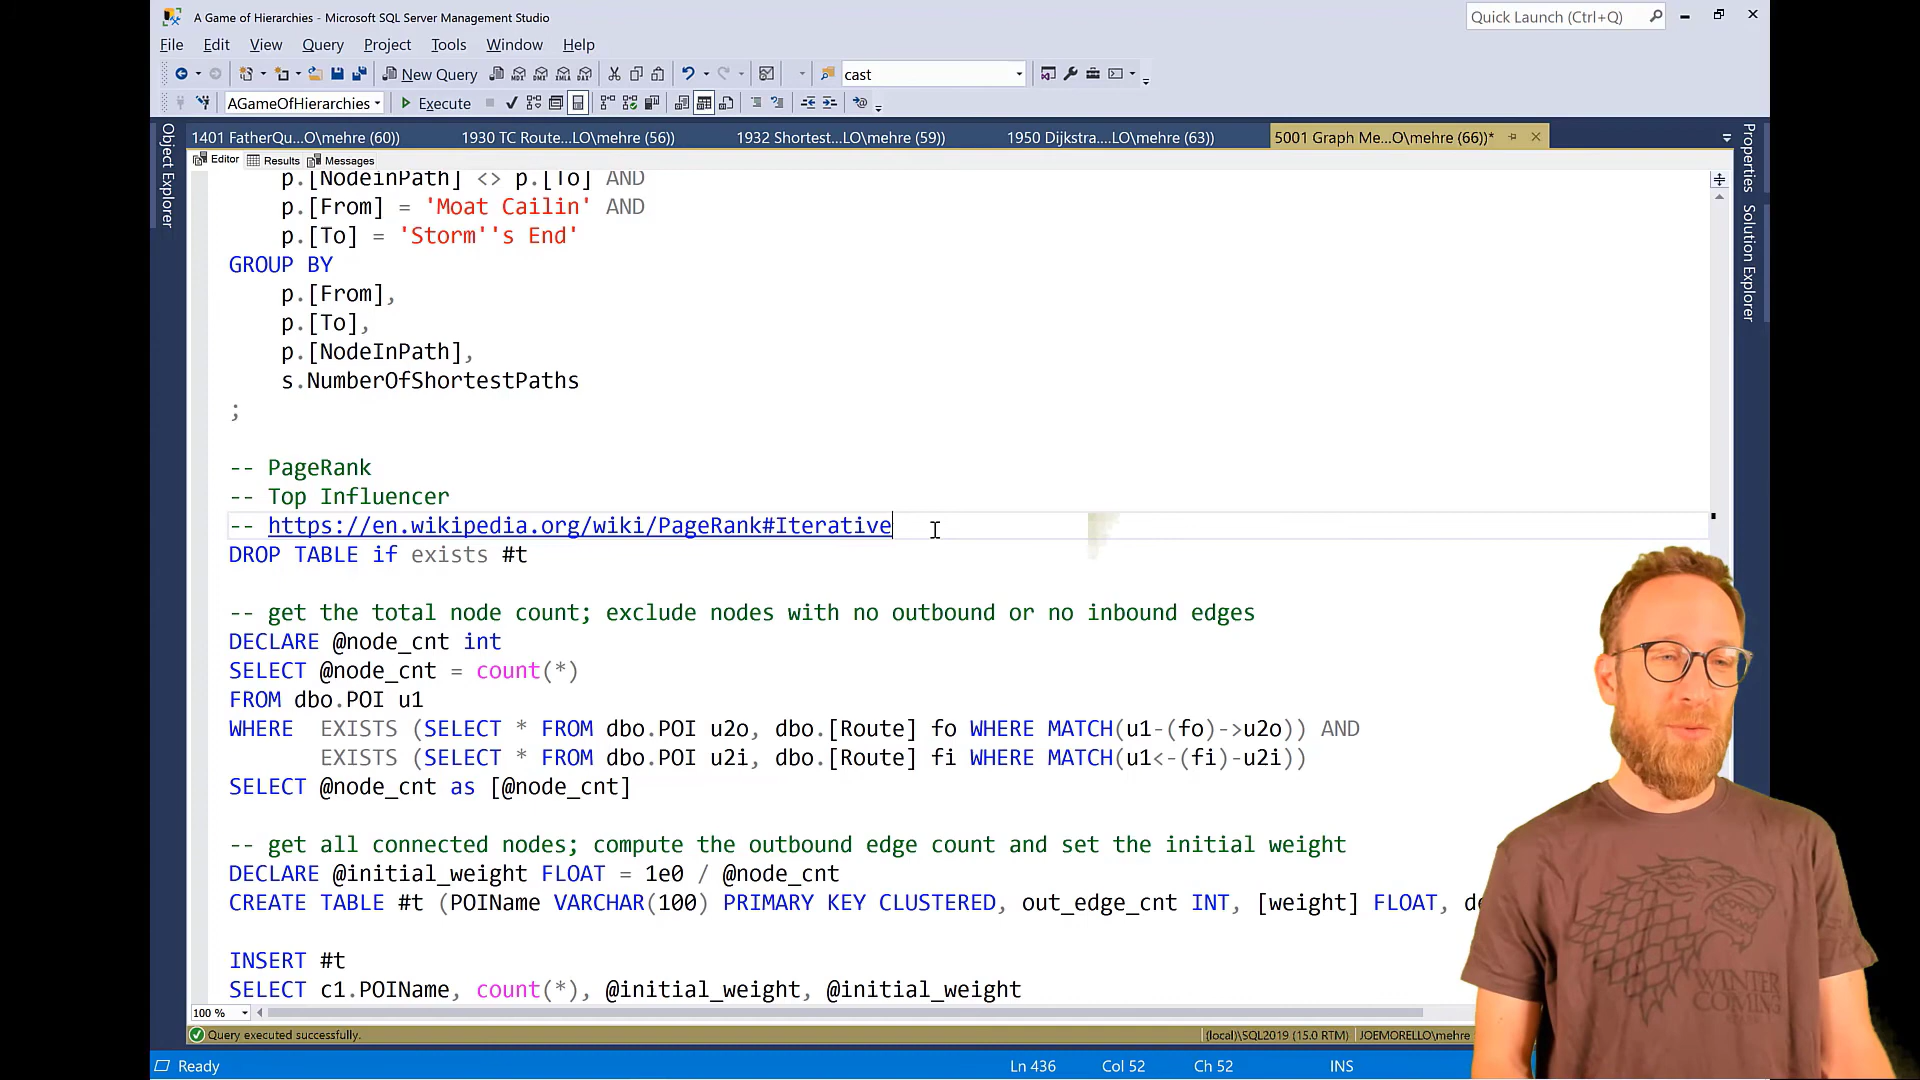 A Game of Hierarchies - Microsoft SQL Server Management Studio
Quick Launch (Ctrl+Q)
File Edit View Query Project Tools Window Help
New Query
cast
AGameOfHierarchies
Execute
1401 FatherQu...O\mehre (60))
1930 TC Route...LO\mehre (56))
1932 Shortest...LO\mehre (59))
1950 Dijkstra....LO\mehre (63))
5001 Graph Me...O\mehre (66))*
Object Explorer
Properties
Solution Explorer
Editor Results Messages
p.[NodeinPath] <> p.[To] AND
p.[From] = 'Moat Cailin' AND
p.[To] = 'Storm''s End'
GROUP BY
p.[From],
p.[To],
p.[NodeInPath],
s.NumberOfShortestPaths
;
-- PageRank
-- Top Influencer
-- https://en.wikipedia.org/wiki/PageRank#Iterative
DROP TABLE if exists #t
-- get the total node count; exclude nodes with no outbound or no inbound edges
DECLARE @node_cnt int
SELECT @node_cnt = count(*)
FROM dbo.POI u1
WHERE EXISTS (SELECT * FROM dbo.POI u2o, dbo.[Route] fo WHERE MATCH(u1-(fo)->u2o)) AND
EXISTS (SELECT * FROM dbo.POI u2i, dbo.[Route] fi WHERE MATCH(u1<-(fi)-u2i))
SELECT @node_cnt as [@node_cnt]
-- get all connected nodes; compute the outbound edge count and set the initial weight
DECLARE @initial_weight FLOAT = 1e0 / @node_cnt
CREATE TABLE #t (POIName VARCHAR(100) PRIMARY KEY CLUSTERED, out_edge_cnt INT, [weight] FLOAT, de
INSERT #t
SELECT c1.POIName, count(*), @initial_weight, @initial_weight
100 %
Query executed successfully.
(local)\SQL2019 (15.0 RTM)
JOEMORELLO\mehre
Ready
Ln 436
Col 52
Ch 52
INS
WINTER
COMING